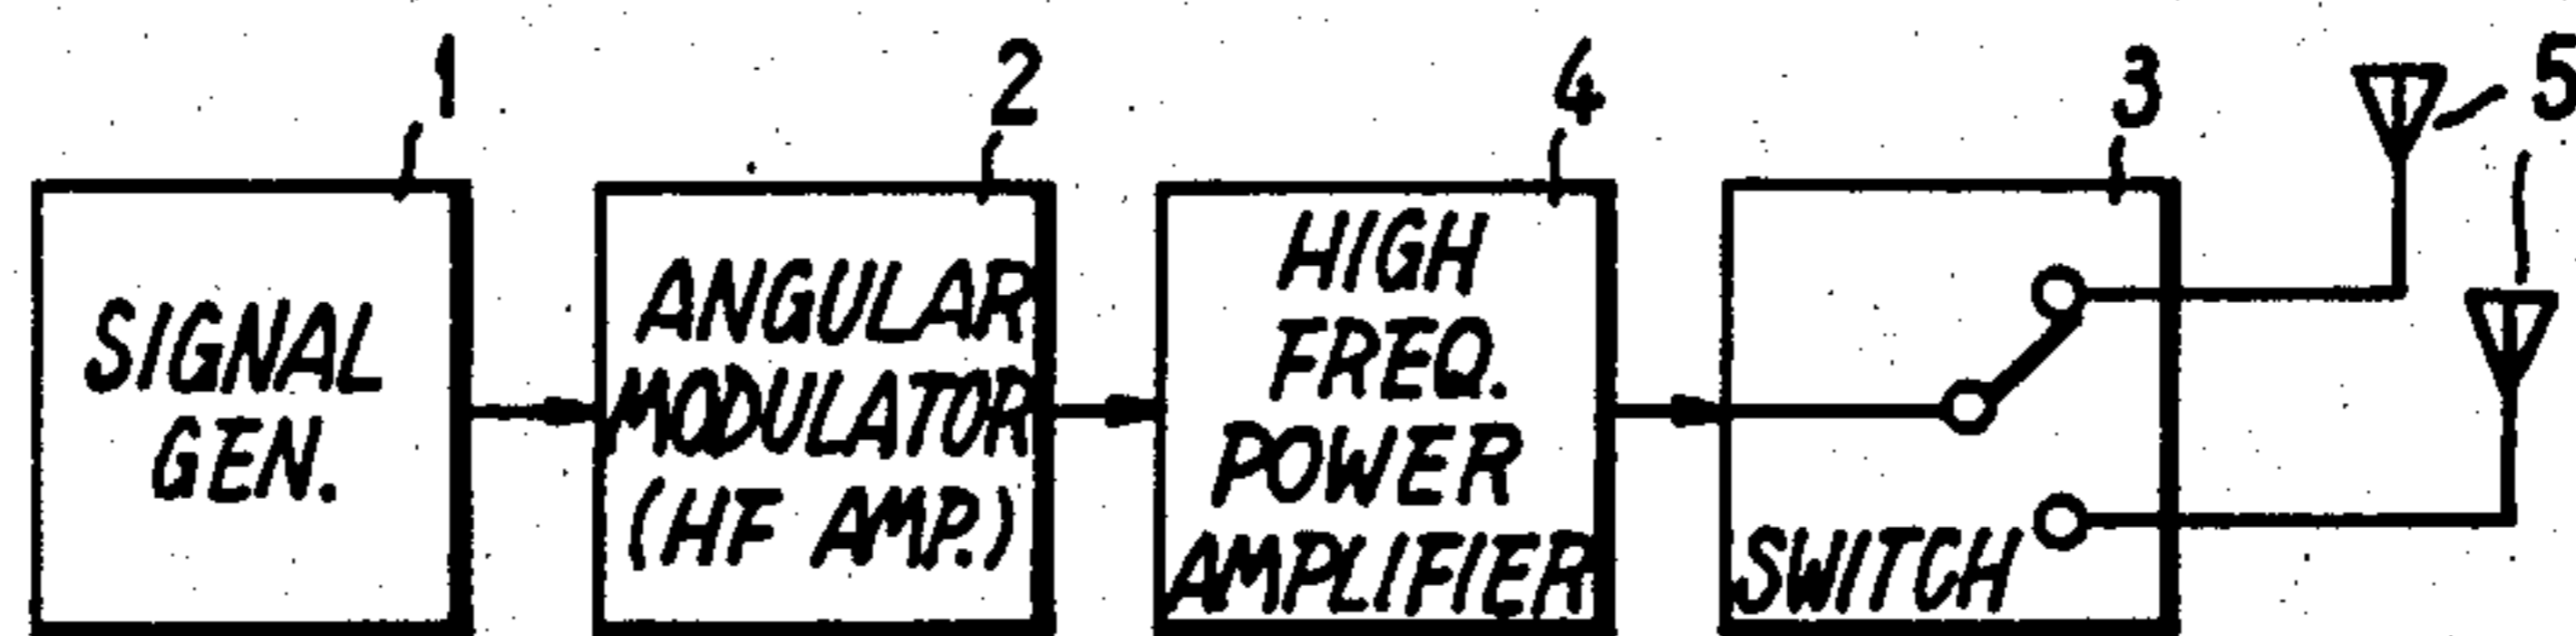 1
2
4
3
5
SIGNAL
GEN.
ANGULAR
MODULATOR
(HF AMP.)
HIGH
FREQ.
POWER
AMPLIFIER
SWITCH